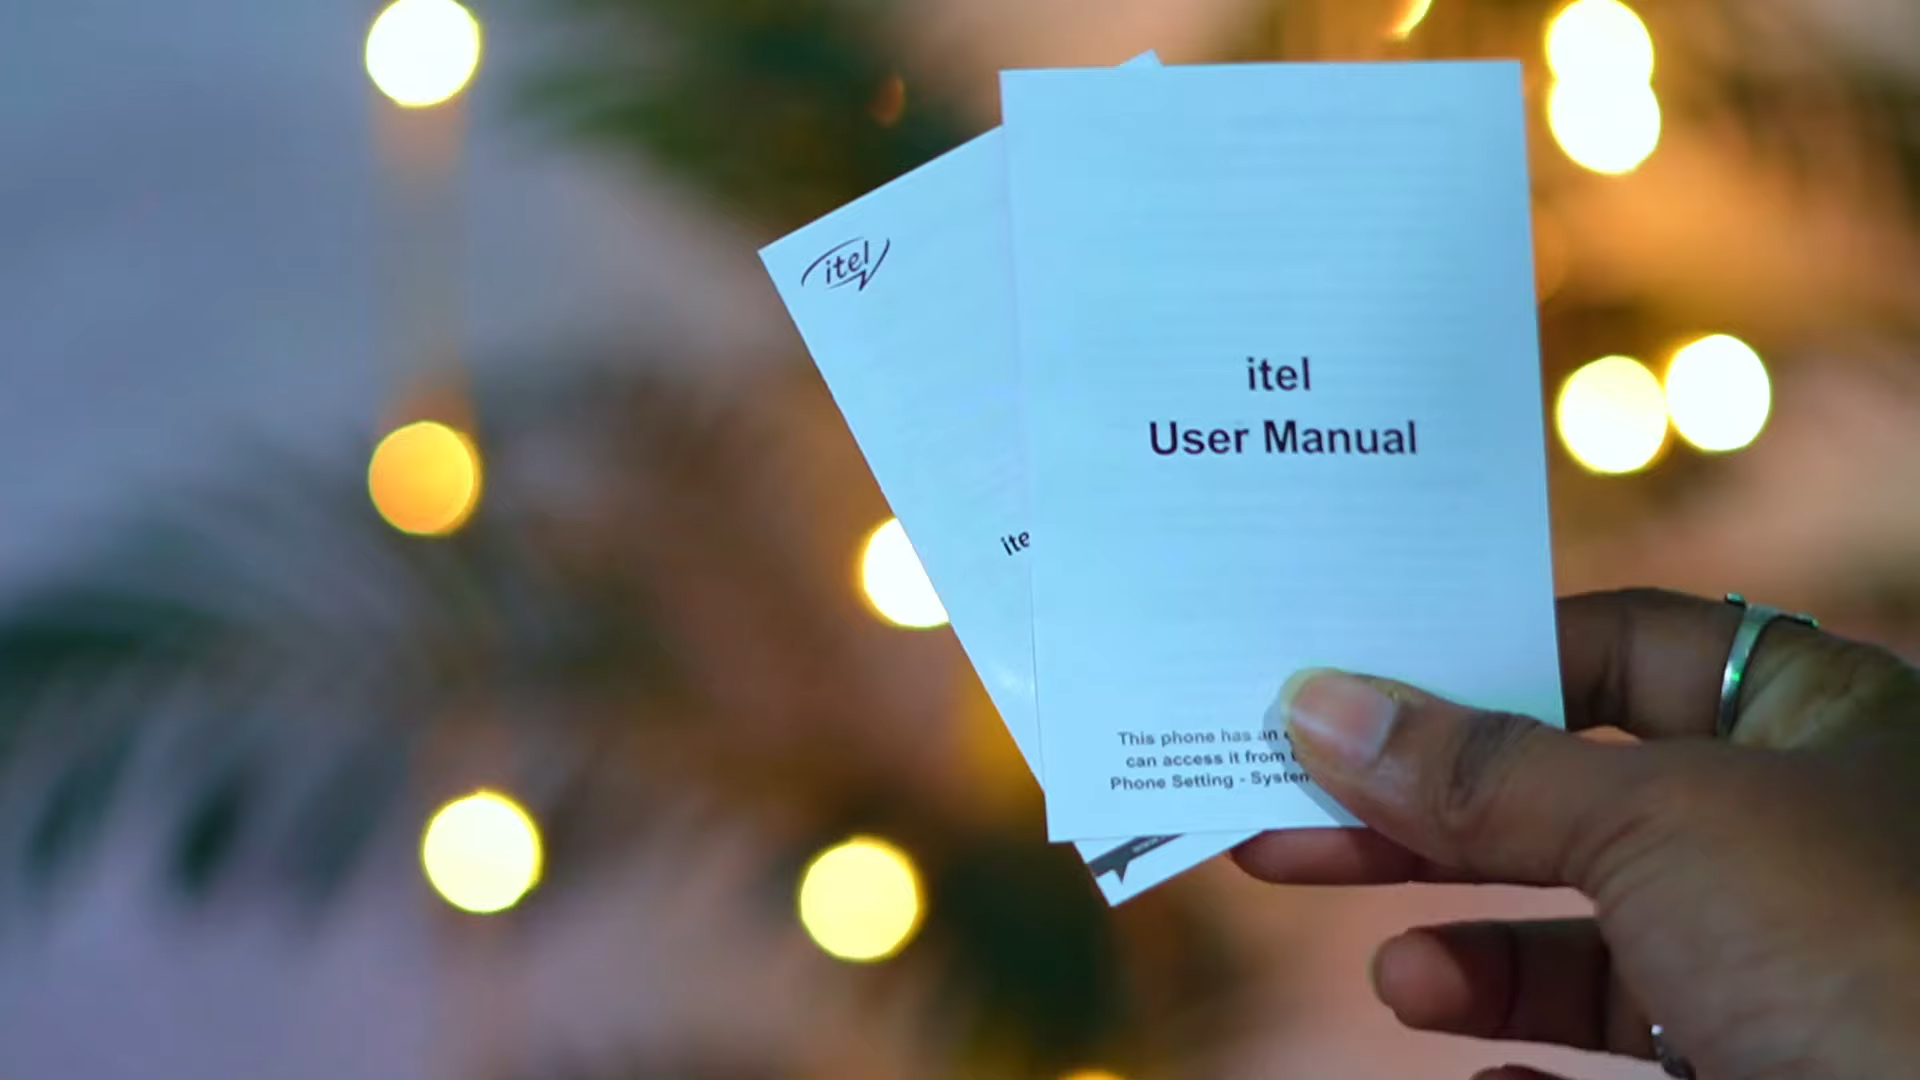 itel
ite
itel
User Manual
This phone has an
can access it from
Phone Setting - System